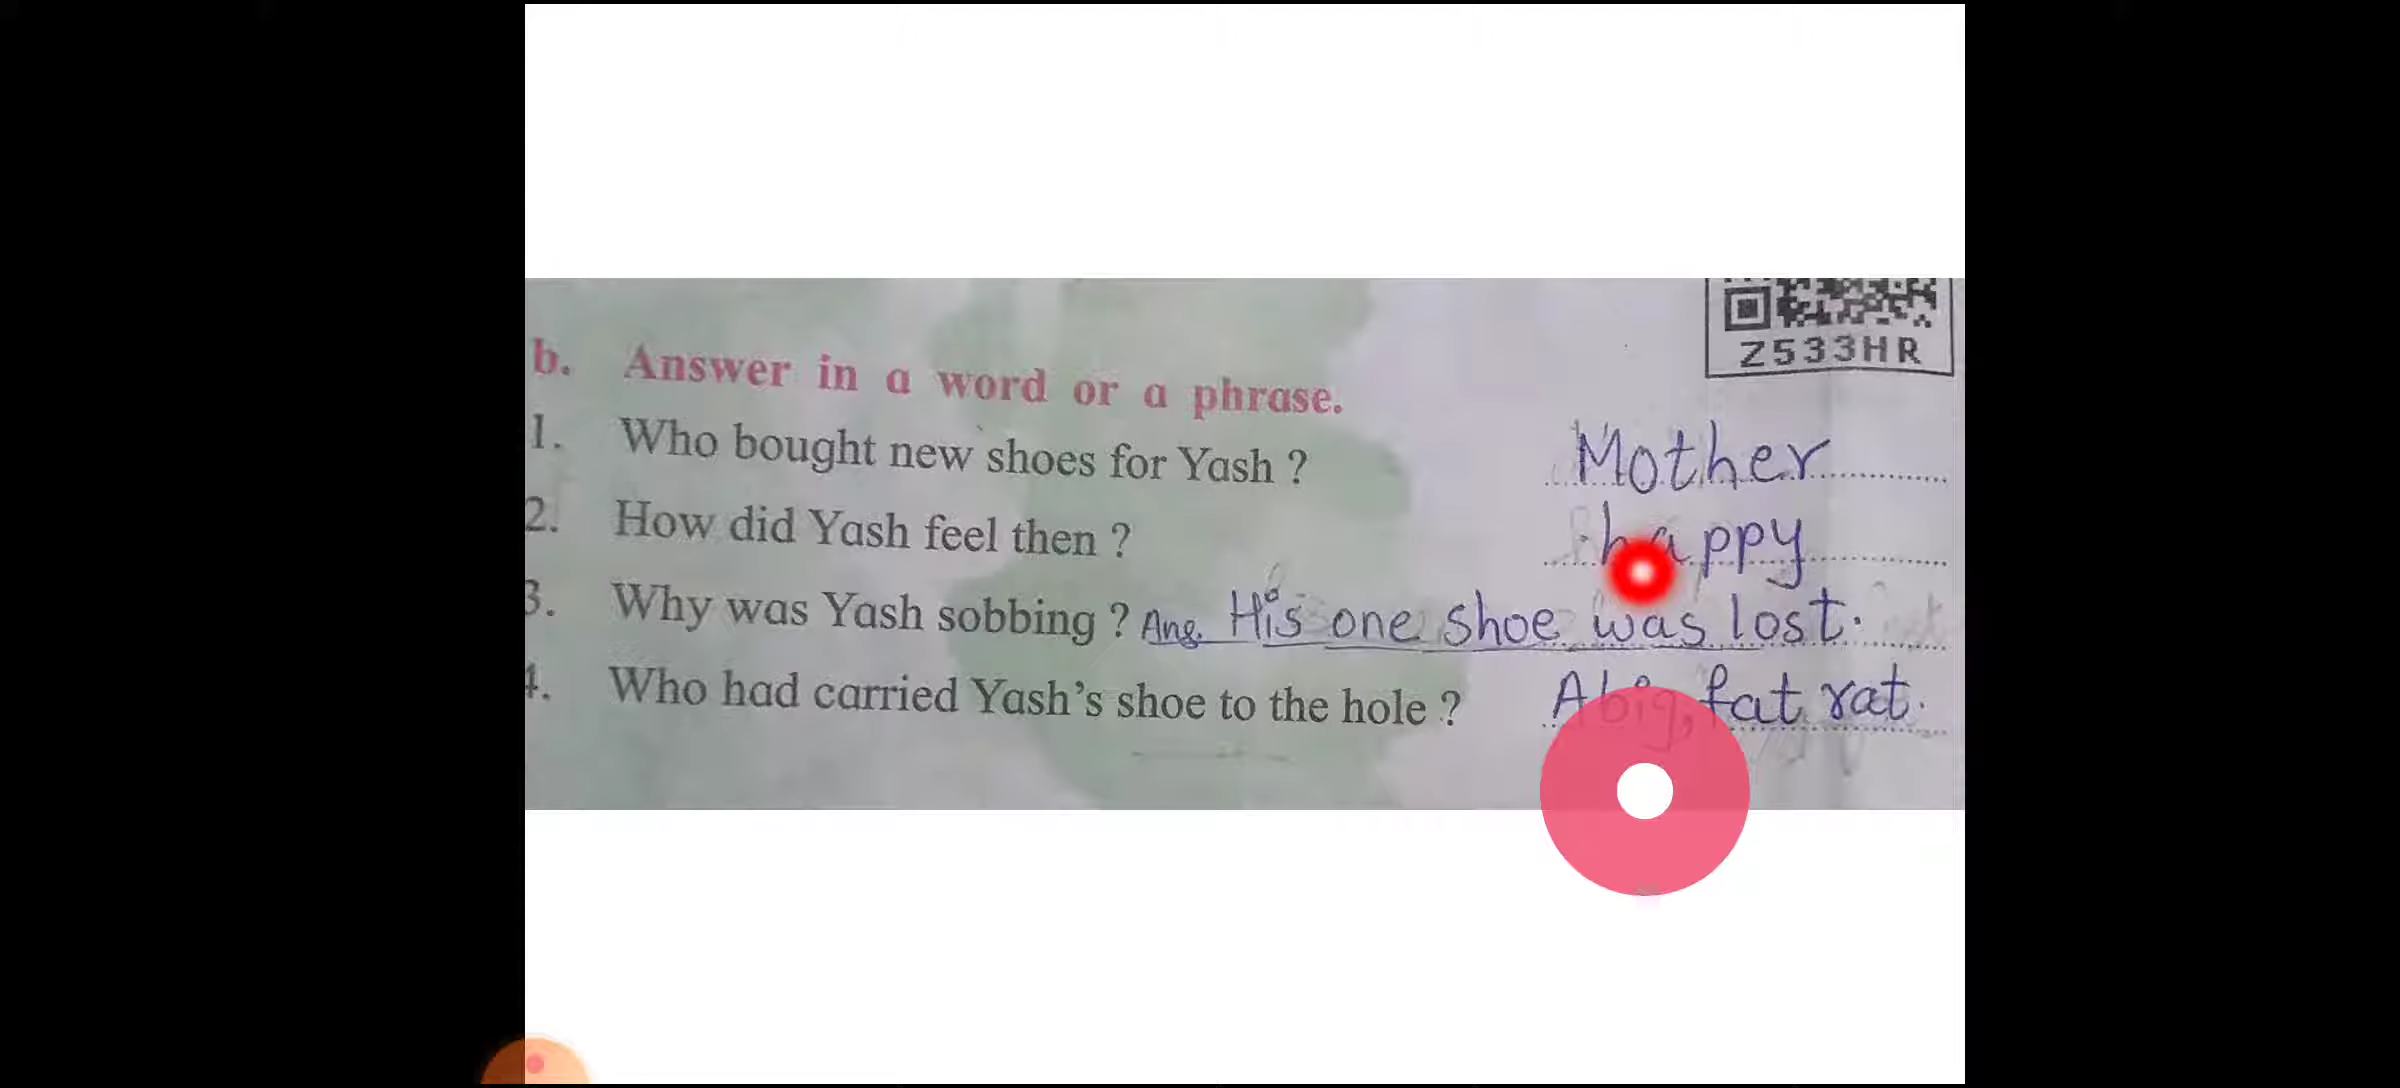 Z533HR
b. Answer in a word or a phrase.
1. Who bought new shoes for Yash ? Mother
2. How did Yash feel then ? happy
3. Why was Yash sobbing ? Ans. His one shoe was lost.
4. Who had carried Yash's shoe to the hole ? A big, fat rat.